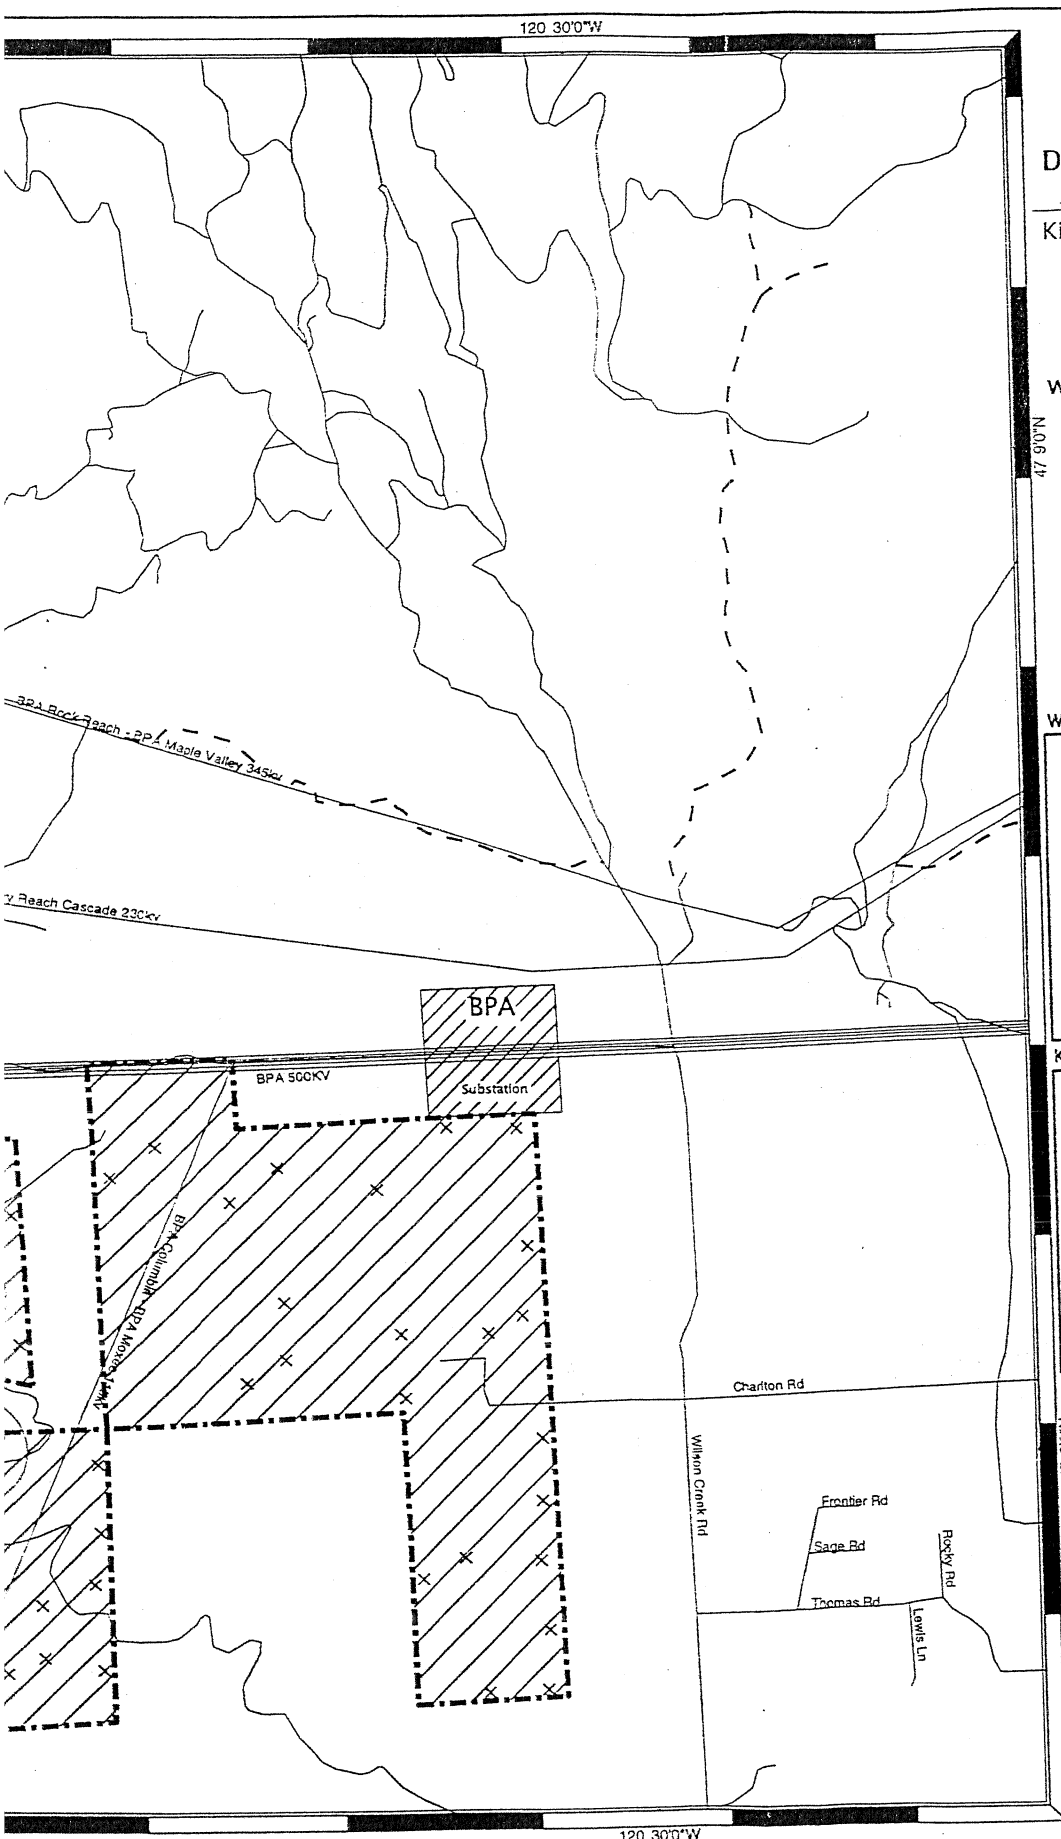 120 30'0"W
D
Ki
W
47 9'0"N
BPA Rock Reach - BPA Maple Valley 345kv
W
y Reach Cascade 230kv
BPA
K
BPA 500KV
Substation
BPA Columbia - BPA Moxee
Charlton Rd
Wilson Creek Rd
Frontier Rd
Sage Rd
Rocky Rd
Thomas Rd
Lewis Ln
120 30'0"W